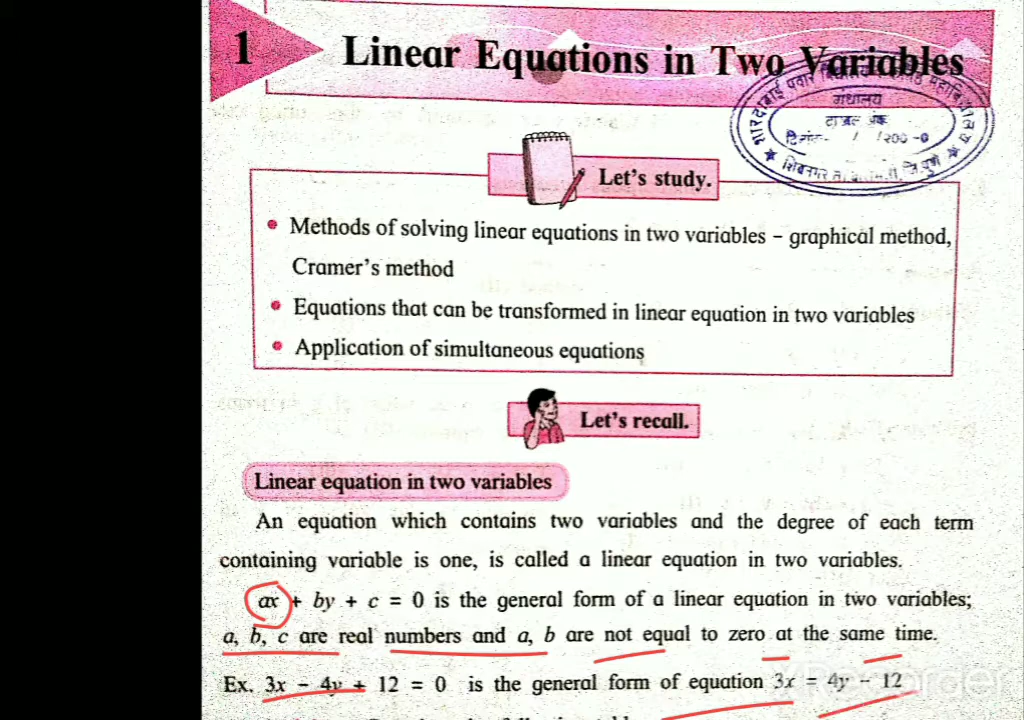 1
Linear Equations in Two Variables
ग्रंथालय
दाखल अंक
Let's study.
• Methods of solving linear equations in two variables – graphical method,
Cramer's method
• Equations that can be transformed in linear equation in two variables
• Application of simultaneous equations
Let's recall.
Linear equation in two variables
An equation which contains two variables and the degree of each term
containing variable is one, is called a linear equation in two variables.
ax + by + c = 0 is the general form of a linear equation in two variables;
a, b, c are real numbers and a, b are not equal to zero at the same time.
Ex. 3x − 4y + 12 = 0 is the general form of equation 3x = 4y − 12
XRecorder